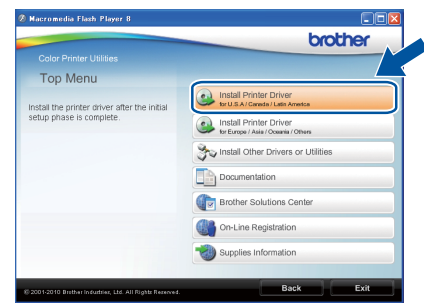 Macromedia Flash Player 8
brother
Color Printer Utilities
Top Menu
Install the printer driver after the initial
setup phase is complete.
Install Printer Driver
for U.S.A / Canada / Latin America
Install Printer Driver
for Europe / Asia / Oceania / Others
Install Other Drivers or Utilities
Documentation
Brother Solutions Center
On-Line Registration
Supplies Information
© 2001-2010 Brother Industries, Ltd. All Rights Reserved.
Back
Exit